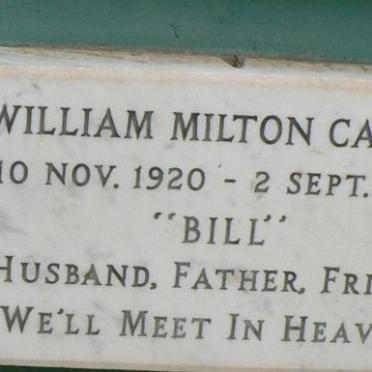 WILLIAM MILTON CA
10 NOV. 1920 - 2 SEPT.
"BILL"
HUSBAND, FATHER, FRI
WE'LL MEET IN HEAV